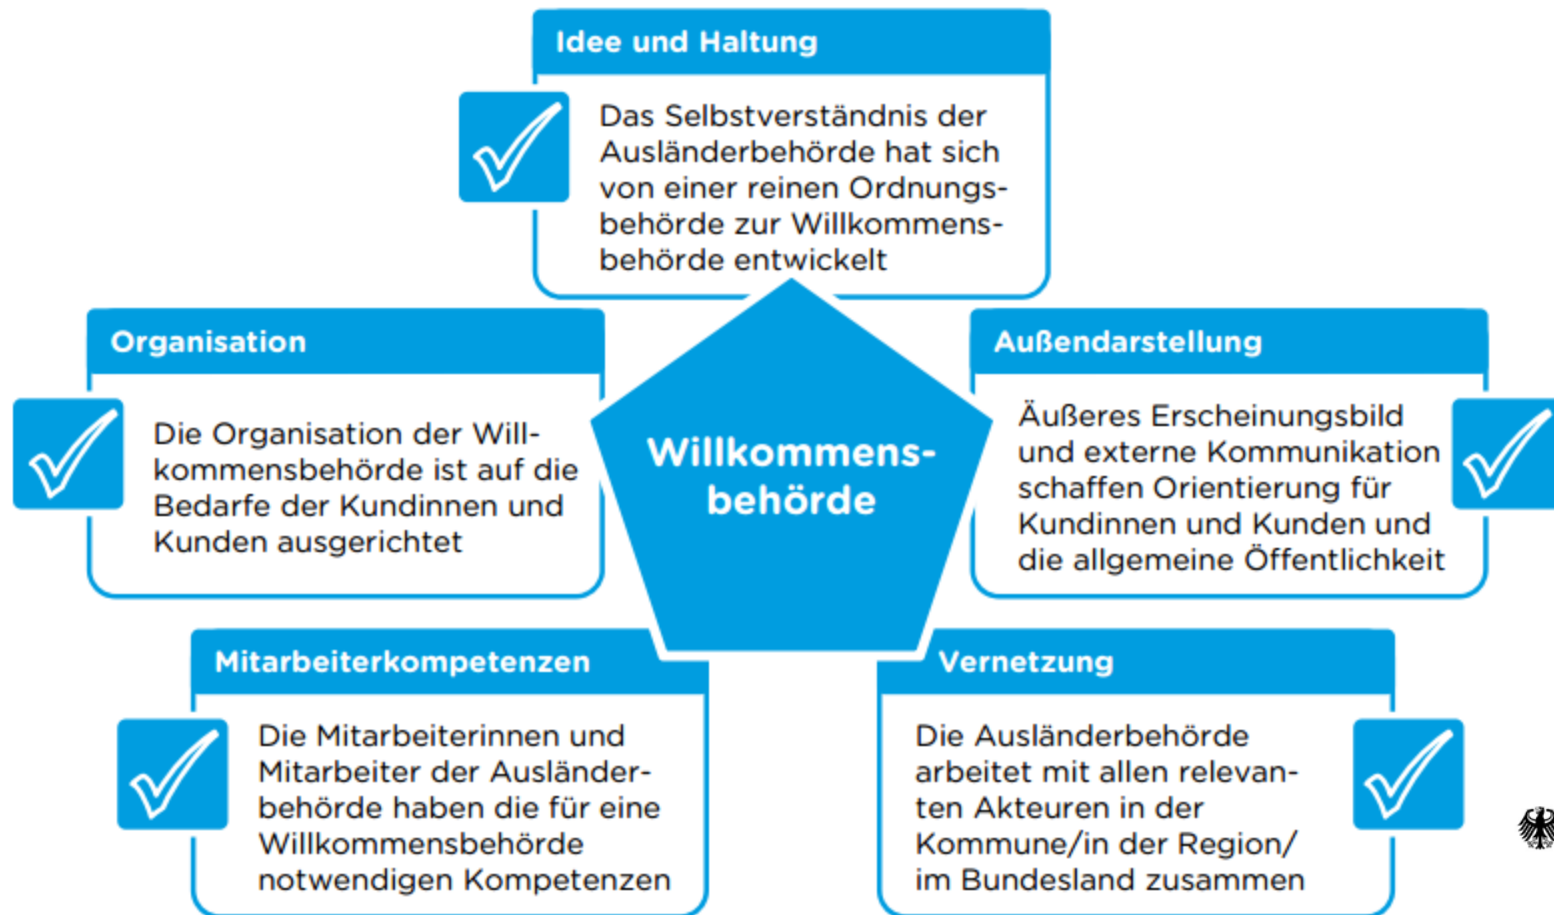 Idee und Haltung
Das Selbstverständnis der
Ausländerbehörde hat sich
von einer reinen Ordnungs-
behörde zur Willkommens-
behörde entwickelt
Organisation
Die Organisation der Will-
kommensbehörde ist auf die
Bedarfe der Kundinnen und
Kunden ausgerichtet
Willkommens-
behörde
Außendarstellung
Äußeres Erscheinungsbild
und externe Kommunikation
schaffen Orientierung für
Kundinnen und Kunden und
die allgemeine Öffentlichkeit
Mitarbeiterkompetenzen
Die Mitarbeiterinnen und
Mitarbeiter der Ausländer-
behörde haben die für eine
Willkommensbehörde
notwendigen Kompetenzen
Vernetzung
Die Ausländerbehörde
arbeitet mit allen relevan-
ten Akteuren in der
Kommune/in der Region/
im Bundesland zusammen